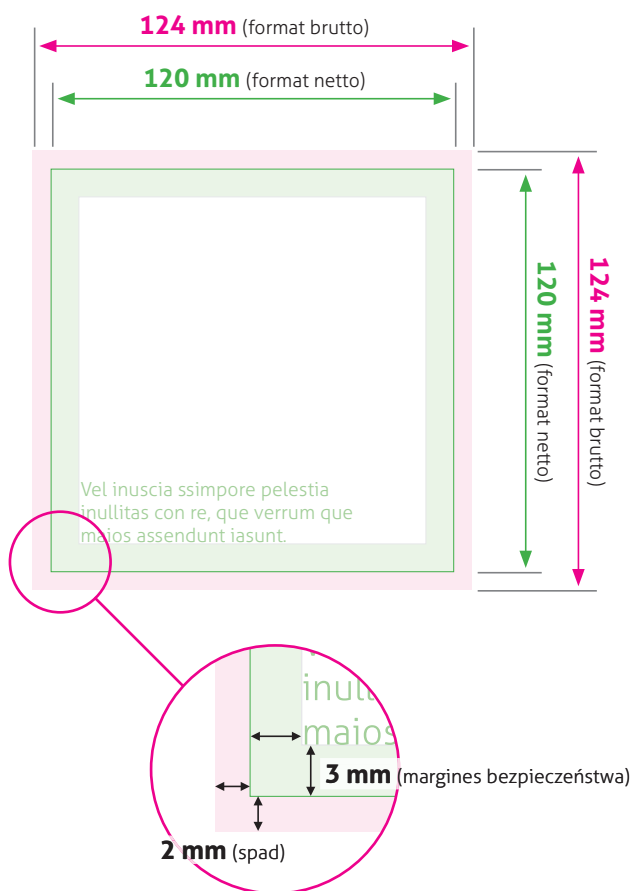 124 mm (format brutto)
120 mm (format netto)
120 mm (format netto)
124 mm (format brutto)
Vel inuscia ssimpore pelestia
inullitas con re, que verrum que
maios assendunt iasunt.
inull
maios
3 mm (margines bezpieczeństwa)
2 mm (spad)